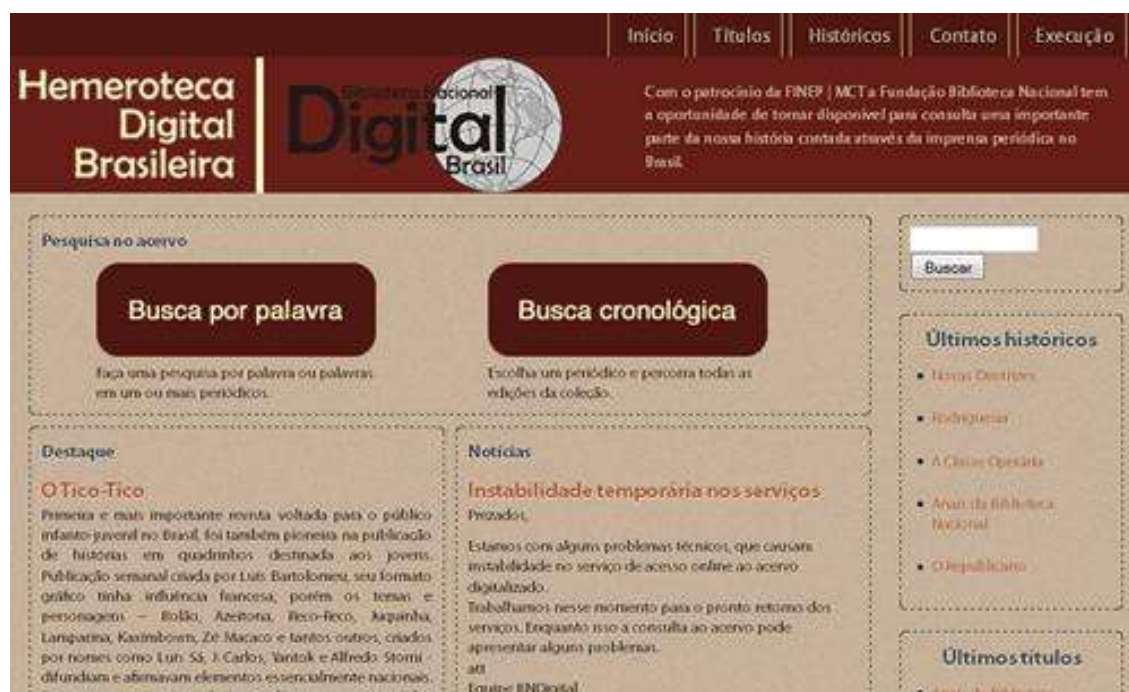 Início Títulos Históricos Contato Execução
Hemeroteca
Digital
Brasileira
Biblioteca Nacional
Digital
Brasil
Com o patrocínio da FINEP | MCT a Fundação Biblioteca Nacional tem
a oportunidade de tornar disponível para consulta uma importante
parte da nossa história contada através da imprensa periódica no
Brasil.
Pesquisa no acervo
Busca por palavra
Faça uma pesquisa por palavra ou palavras
em um ou mais periódicos.
Busca cronológica
Escolha um periódico e percorra todas as
edições da coleção.
Buscar
Últimos históricos
Novas Diretrizes
Rodriguesia
A Classe Operária
Anais da Biblioteca
Nacional
O Republicano
Últimos títulos
Destaque
O Tico-Tico
Primeira e mais importante revista voltada para o público
infanto-juvenil no Brasil, foi também pioneira na publicação
de histórias em quadrinhos destinada aos jovens.
Publicação semanal criada por Luís Bartolomeu, seu formato
gráfico tinha influência francesa, porém os temas e
personagens – Bolão, Azeitona, Reco-Reco, Juquinha,
Lamparina, Kaximbown, Zé Macaco e tantos outros, criados
por nomes como Luis Sá, J. Carlos, Yantok e Alfredo Storni -
difundiam e afirmavam elementos essencialmente nacionais.
Notícias
Instabilidade temporária nos serviços
Prezados,
Estamos com alguns problemas técnicos, que causam
instabilidade no serviço de acesso online ao acervo
digitalizado.
Trabalhamos nesse momento para o pronto retorno dos
serviços. Enquanto isso a consulta ao acervo pode
apresentar alguns problemas.
att
Equipe BNDigital